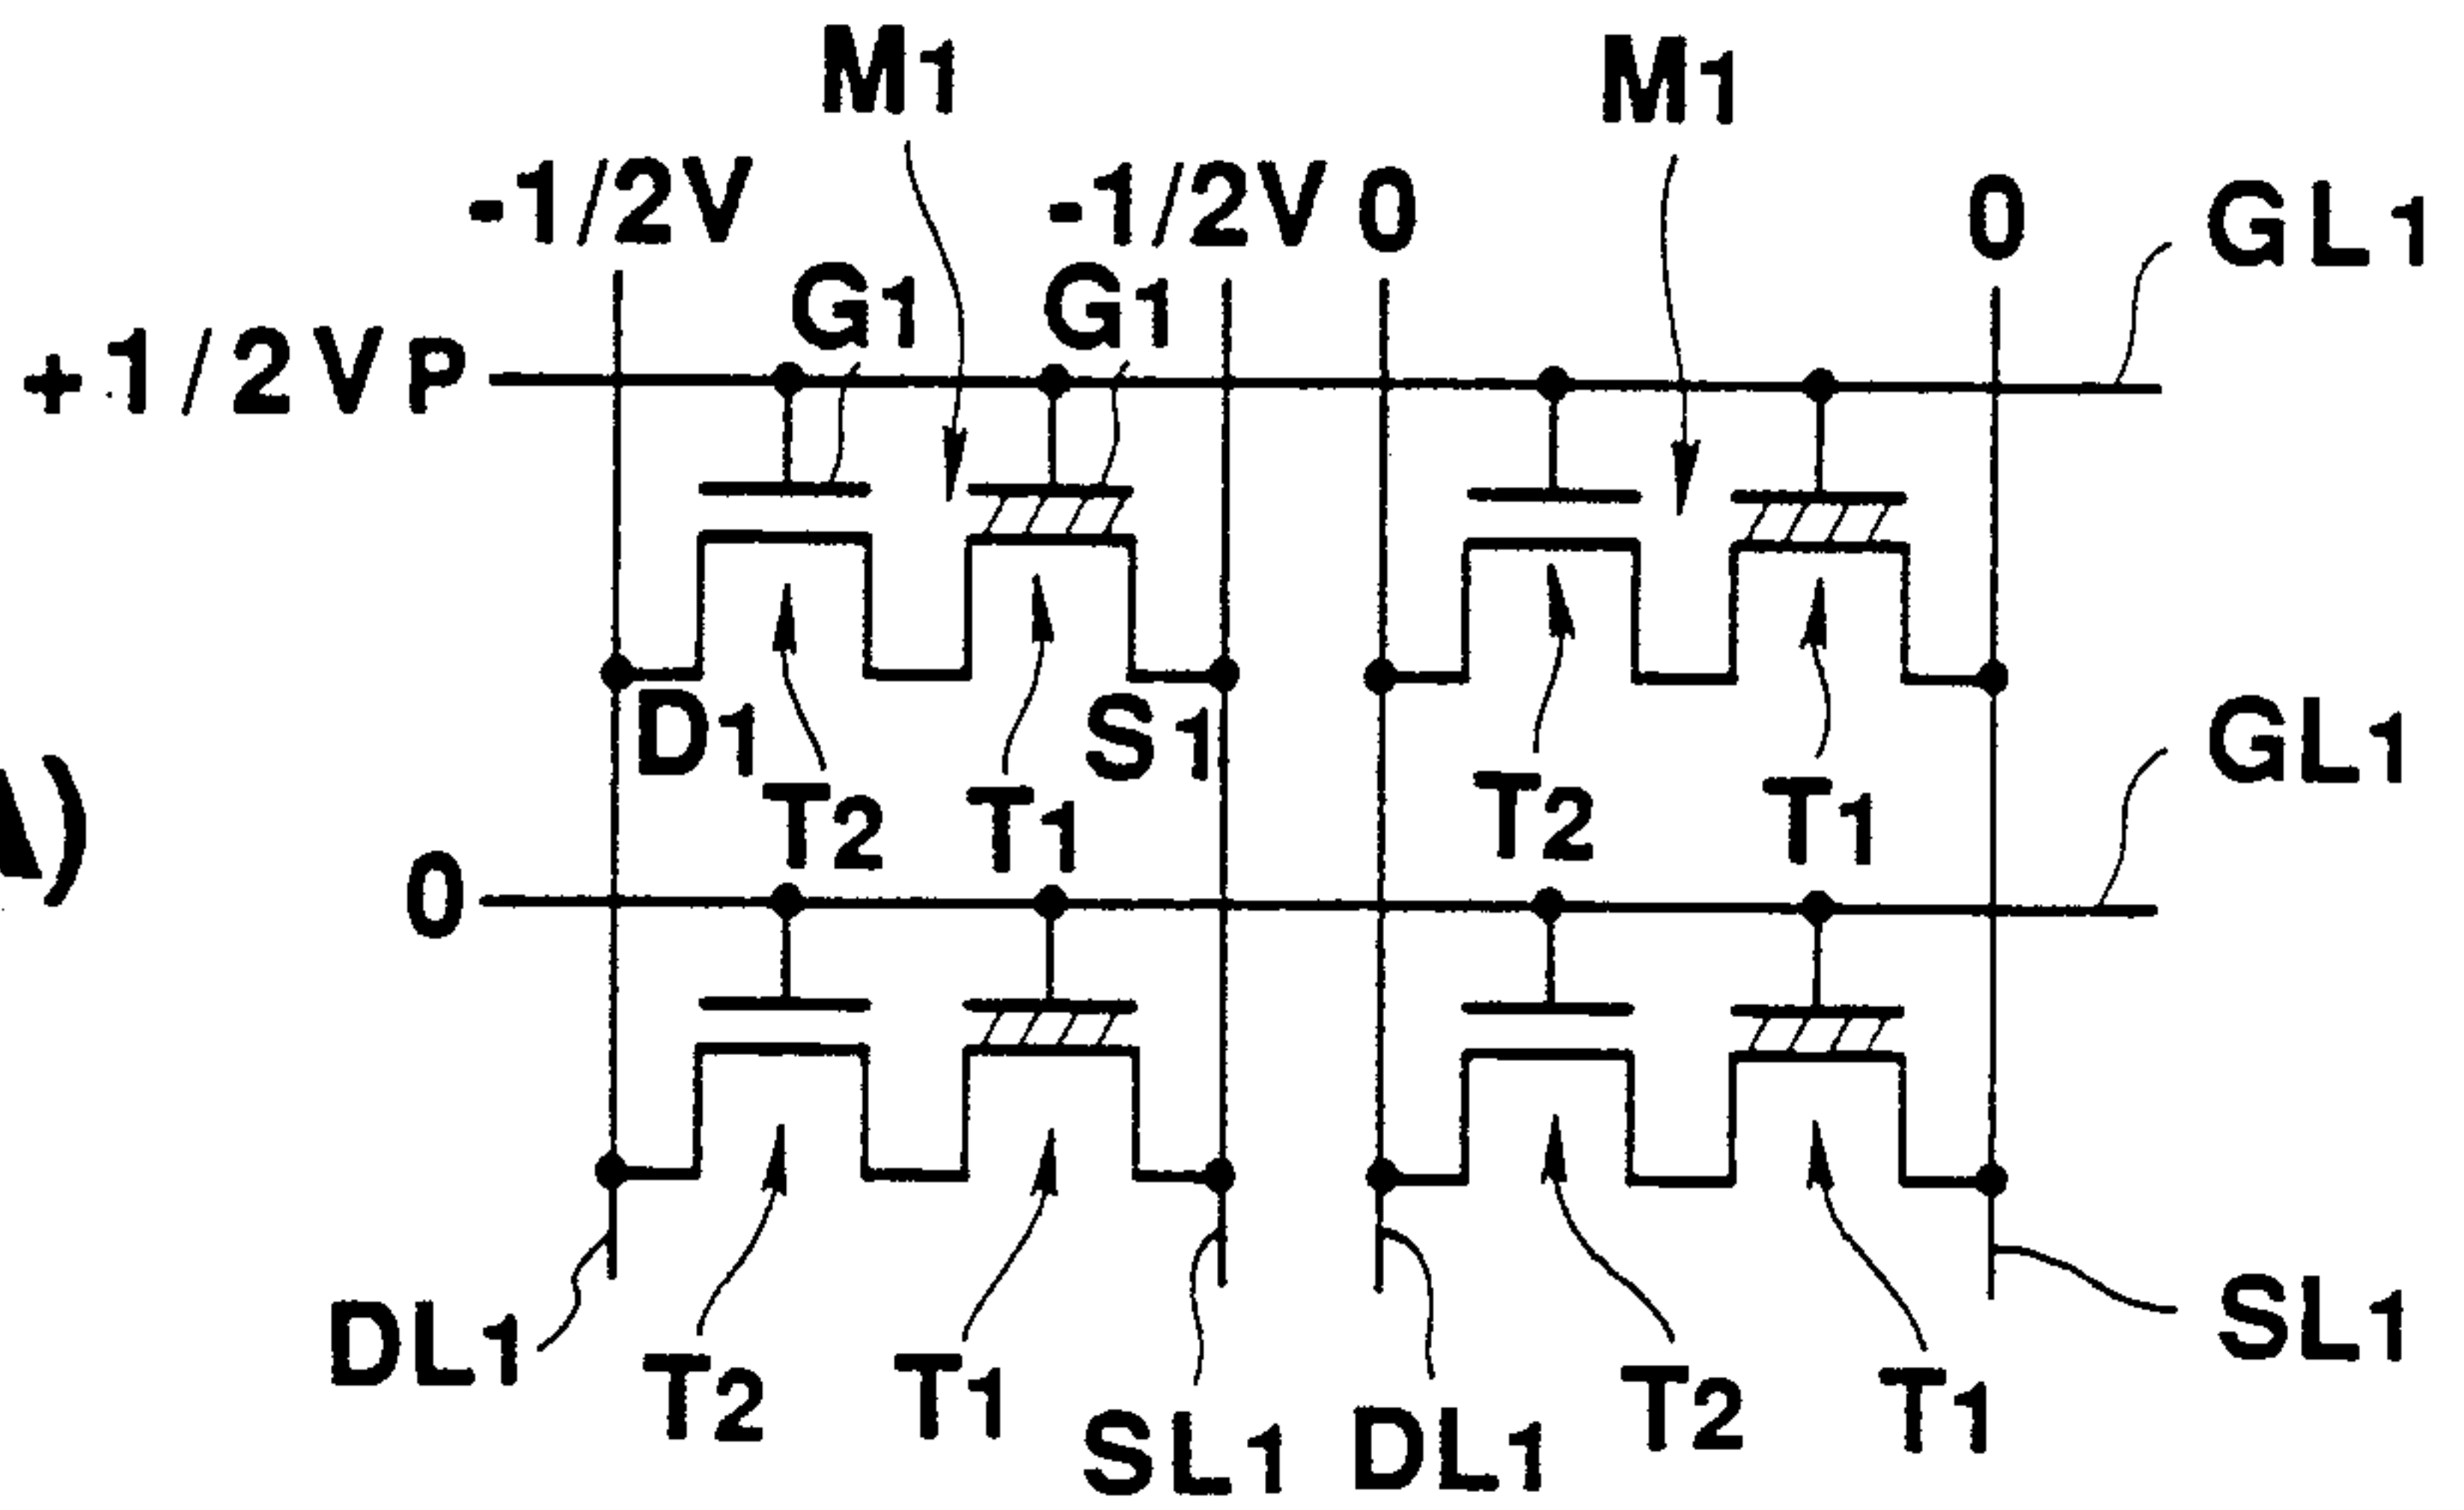 M1 M1
-1/2V -1/2V 0 0 GL1
G1 G1
+1/2VP
D1 S1 GL1
T2 T1 T2 T1
A)
0
DL1 T2 T1 SL1 DL1 T2 T1 SL1